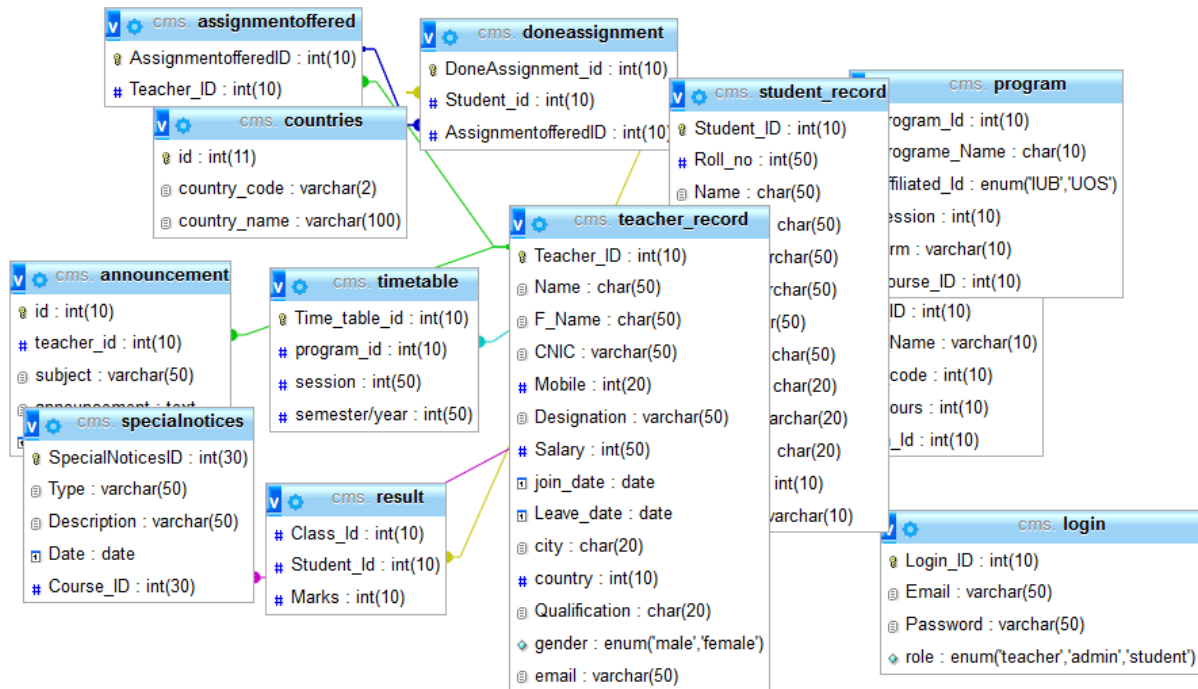 cms. assignmentoffered
AssignmentofferedID : int(10)
Teacher_ID : int(10)
cms. doneassignment
DoneAssignment_id : int(10)
Student_id : int(10)
AssignmentofferedID : int(10)
cms. countries
id : int(11)
country_code : varchar(2)
country_name : varchar(100)
cms. student_record
Student_ID : int(10)
Roll_no : int(50)
Name : char(50)
char(50)
rchar(50)
rchar(50)
r(50)
char(50)
char(20)
archar(20)
char(20)
int(10)
varchar(10)
program
rogram_Id : int(10)
rograme_Name : char(10)
ffiliated_Id : enum('IUB','UOS')
ession : int(10)
rm : varchar(10)
ourse_ID : int(10)
ID : int(10)
Name : varchar(10)
code : int(10)
ours : int(10)
_Id : int(10)
cms. teacher_record
Teacher_ID : int(10)
Name : char(50)
F_Name : char(50)
CNIC : varchar(50)
Mobile : int(20)
Designation : varchar(50)
Salary : int(50)
join_date : date
Leave_date : date
city : char(20)
country : int(10)
Qualification : char(20)
gender : enum('male','female')
email : varchar(50)
cms. announcement
id : int(10)
teacher_id : int(10)
subject : varchar(50)
announcement : text
cms. timetable
Time_table_id : int(10)
program_id : int(10)
session : int(50)
semester/year : int(50)
cms. specialnotices
SpecialNoticesID : int(30)
Type : varchar(50)
Description : varchar(50)
Date : date
Course_ID : int(30)
cms. result
Class_Id : int(10)
Student_Id : int(10)
Marks : int(10)
cms. login
Login_ID : int(10)
Email : varchar(50)
Password : varchar(50)
role : enum('teacher','admin','student')